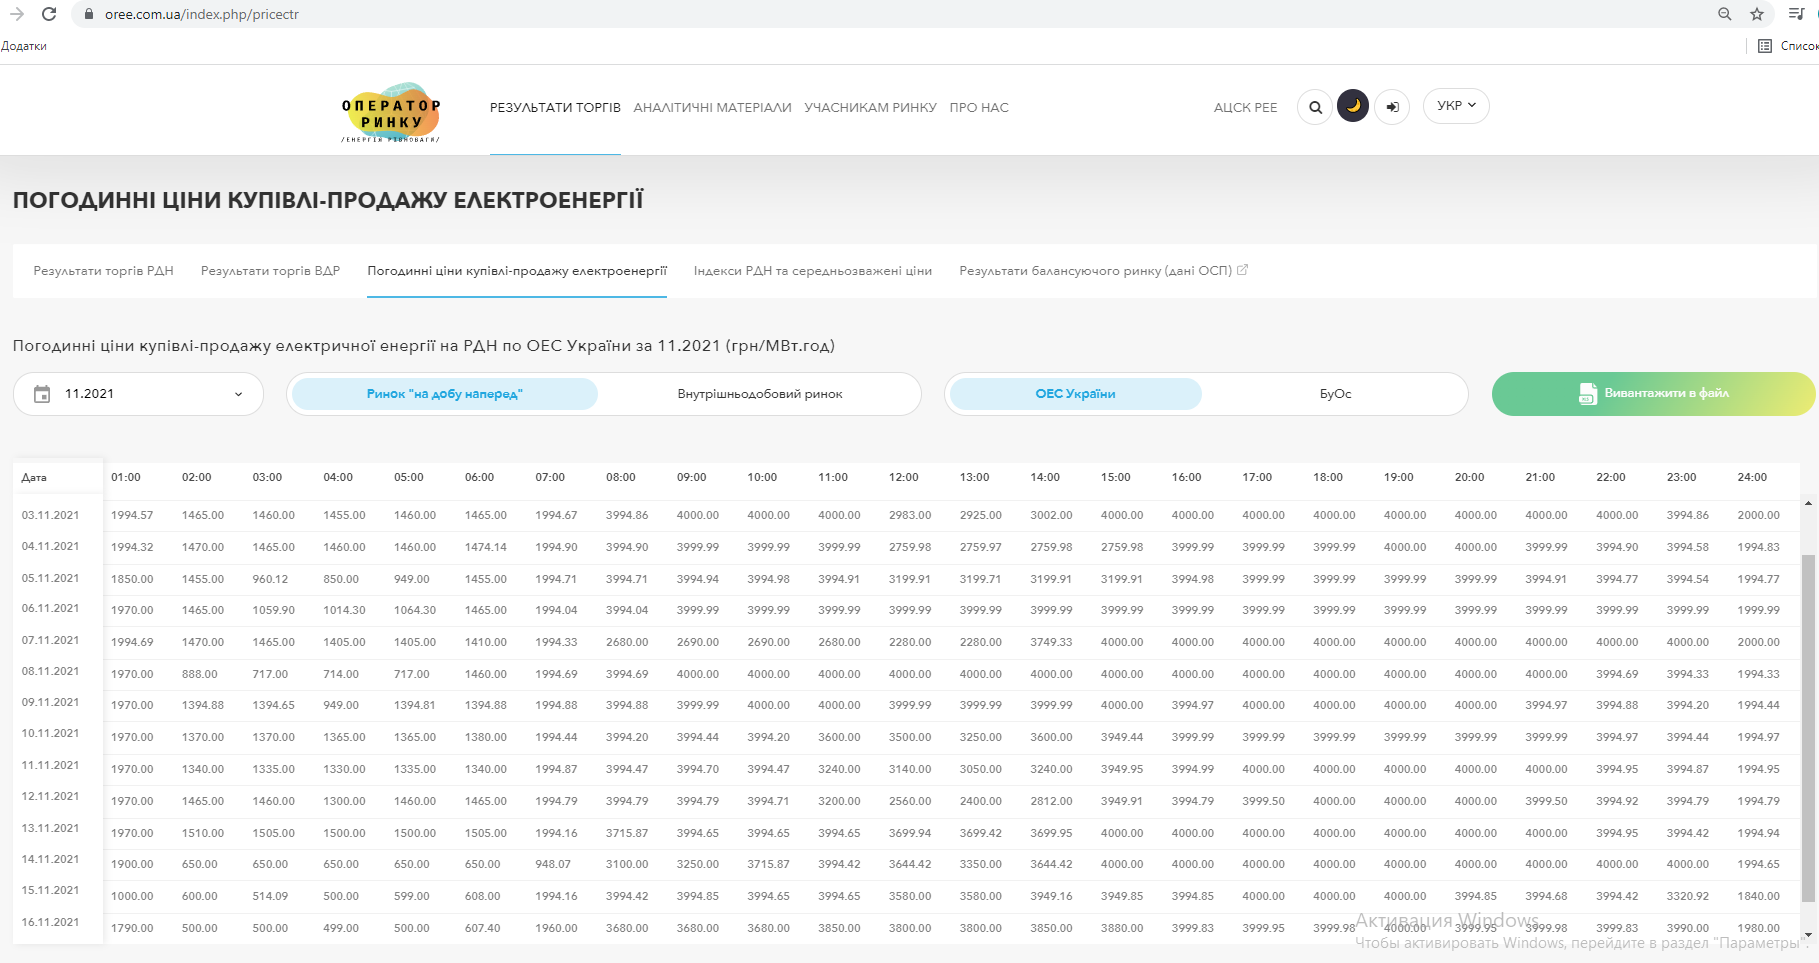 oree.com.ua/index.php/pricectr
Додатки
Список
ОПЕРАТОР
РИНКУ
/ЕНЕРГІЯ РІВНОВАГИ/
РЕЗУЛЬТАТИ ТОРГІВ АНАЛІТИЧНІ МАТЕРІАЛИ УЧАСНИКАМ РИНКУ ПРО НАС
АЦСК РЕЕ
УКР
ПОГОДИННІ ЦІНИ КУПІВЛІ-ПРОДАЖУ ЕЛЕКТРОЕНЕРГІЇ
Результати торгів РДН Результати торгів ВДР Погодинні ціни купівлі-продажу електроенергії Індекси РДН та середньозважені ціни Результати балансуючого ринку (дані ОСП)
Погодинні ціни купівлі-продажу електричної енергії на РДН по ОЕС України за 11.2021 (грн/МВт.год)
11.2021 Ринок "на добу наперед" Внутрішньодобовий ринок ОЕС України БуОс Вивантажити в файл
Дата 01:00 02:00 03:00 04:00 05:00 06:00 07:00 08:00 09:00 10:00 11:00 12:00 13:00 14:00 15:00 16:00 17:00 18:00 19:00 20:00 21:00 22:00 23:00 24:00
03.11.2021 1994.57 1465.00 1460.00 1455.00 1460.00 1465.00 1994.67 3994.86 4000.00 4000.00 4000.00 2983.00 2925.00 3002.00 4000.00 4000.00 4000.00 4000.00 4000.00 4000.00 4000.00 4000.00 3994.86 2000.00
04.11.2021 1994.32 1470.00 1465.00 1460.00 1460.00 1474.14 1994.90 3994.90 3999.99 3999.99 3999.99 2759.98 2759.97 2759.98 2759.98 3999.99 3999.99 3999.99 4000.00 4000.00 3999.99 3994.90 3994.58 1994.83
05.11.2021 1850.00 1455.00 960.12 850.00 949.00 1455.00 1994.71 3994.71 3994.94 3994.98 3994.91 3199.91 3199.71 3199.91 3199.91 3994.98 3999.99 3999.99 3999.99 3999.99 3994.91 3994.77 3994.54 1994.77
06.11.2021 1970.00 1465.00 1059.90 1014.30 1064.30 1465.00 1994.04 3994.04 3999.99 3999.99 3999.99 3999.99 3999.99 3999.99 3999.99 3999.99 3999.99 3999.99 3999.99 3999.99 3999.99 3999.99 3999.99 1999.99
07.11.2021 1994.69 1470.00 1465.00 1405.00 1405.00 1410.00 1994.33 2680.00 2690.00 2690.00 2680.00 2280.00 2280.00 3749.33 4000.00 4000.00 4000.00 4000.00 4000.00 4000.00 4000.00 4000.00 4000.00 2000.00
08.11.2021 1970.00 888.00 717.00 714.00 717.00 1460.00 1994.69 3994.69 4000.00 4000.00 4000.00 4000.00 4000.00 4000.00 4000.00 4000.00 4000.00 4000.00 4000.00 4000.00 4000.00 3994.69 3994.33 1994.33
09.11.2021 1970.00 1394.88 1394.65 949.00 1394.81 1394.88 1994.88 3994.88 3999.99 4000.00 4000.00 3999.99 3999.99 3999.99 4000.00 3994.97 4000.00 4000.00 4000.00 4000.00 3994.97 3994.88 3994.20 1994.44
10.11.2021 1970.00 1370.00 1370.00 1365.00 1365.00 1380.00 1994.44 3994.20 3994.44 3994.20 3600.00 3500.00 3250.00 3600.00 3949.44 3999.99 3999.99 3999.99 3999.99 3999.99 3999.99 3994.97 3994.44 1994.97
11.11.2021 1970.00 1340.00 1335.00 1330.00 1335.00 1340.00 1994.87 3994.47 3994.70 3994.47 3240.00 3140.00 3050.00 3240.00 3949.95 3994.99 4000.00 4000.00 4000.00 4000.00 4000.00 3994.95 3994.87 1994.95
12.11.2021 1970.00 1465.00 1460.00 1300.00 1460.00 1465.00 1994.79 3994.79 3994.79 3994.71 3200.00 2560.00 2400.00 2812.00 3949.91 3994.79 3999.50 4000.00 4000.00 4000.00 3999.50 3994.92 3994.79 1994.79
13.11.2021 1970.00 1510.00 1505.00 1500.00 1500.00 1505.00 1994.16 3715.87 3994.65 3994.65 3994.65 3699.94 3699.42 3699.95 4000.00 4000.00 4000.00 4000.00 4000.00 4000.00 4000.00 3994.95 3994.42 1994.94
14.11.2021 1900.00 650.00 650.00 650.00 650.00 650.00 948.07 3100.00 3250.00 3715.87 3994.42 3644.42 3350.00 3644.42 4000.00 4000.00 4000.00 4000.00 4000.00 4000.00 4000.00 4000.00 4000.00 1994.65
15.11.2021 1000.00 600.00 514.09 500.00 599.00 608.00 1994.16 3994.42 3994.85 3994.65 3994.65 3580.00 3580.00 3949.16 3949.85 3994.85 4000.00 4000.00 4000.00 3994.85 3994.68 3994.42 3320.92 1840.00
16.11.2021 1790.00 500.00 500.00 499.00 500.00 607.40 1960.00 3680.00 3680.00 3680.00 3850.00 3800.00 3800.00 3850.00 3880.00 3999.83 3999.95 3999.98 4000.00 3999.95 3999.98 3999.83 3990.00 1980.00
Активация Windows
Чтобы активировать Windows, перейдите в раздел "Параметры".